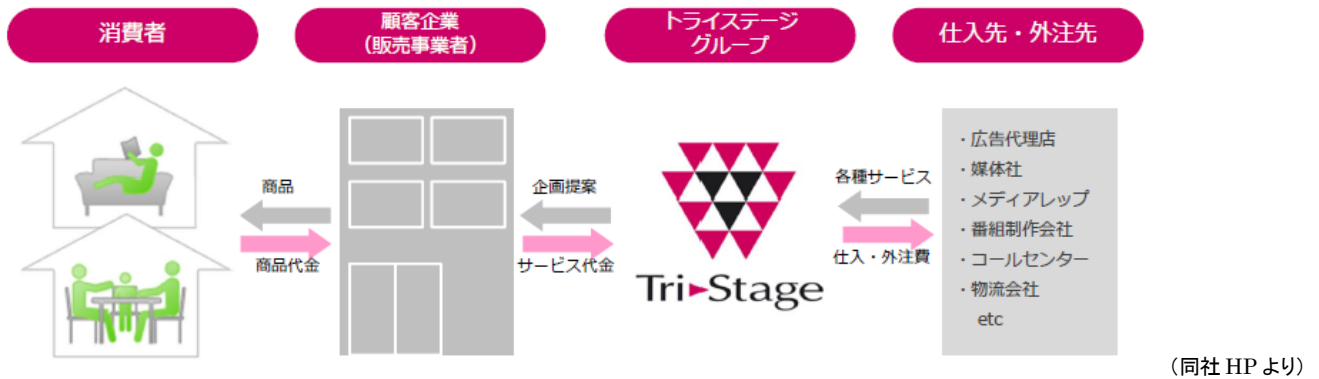 消費者
顧客企業
（販売事業者）
トライステージ
グループ
仕入先・外注先
商品
商品代金
企画提案
サービス代金
Tri-Stage
各種サービス
仕入・外注費
・広告代理店
・媒体社
・メディアレップ
・番組制作会社
・コールセンター
・物流会社
etc
（同社 HP より）